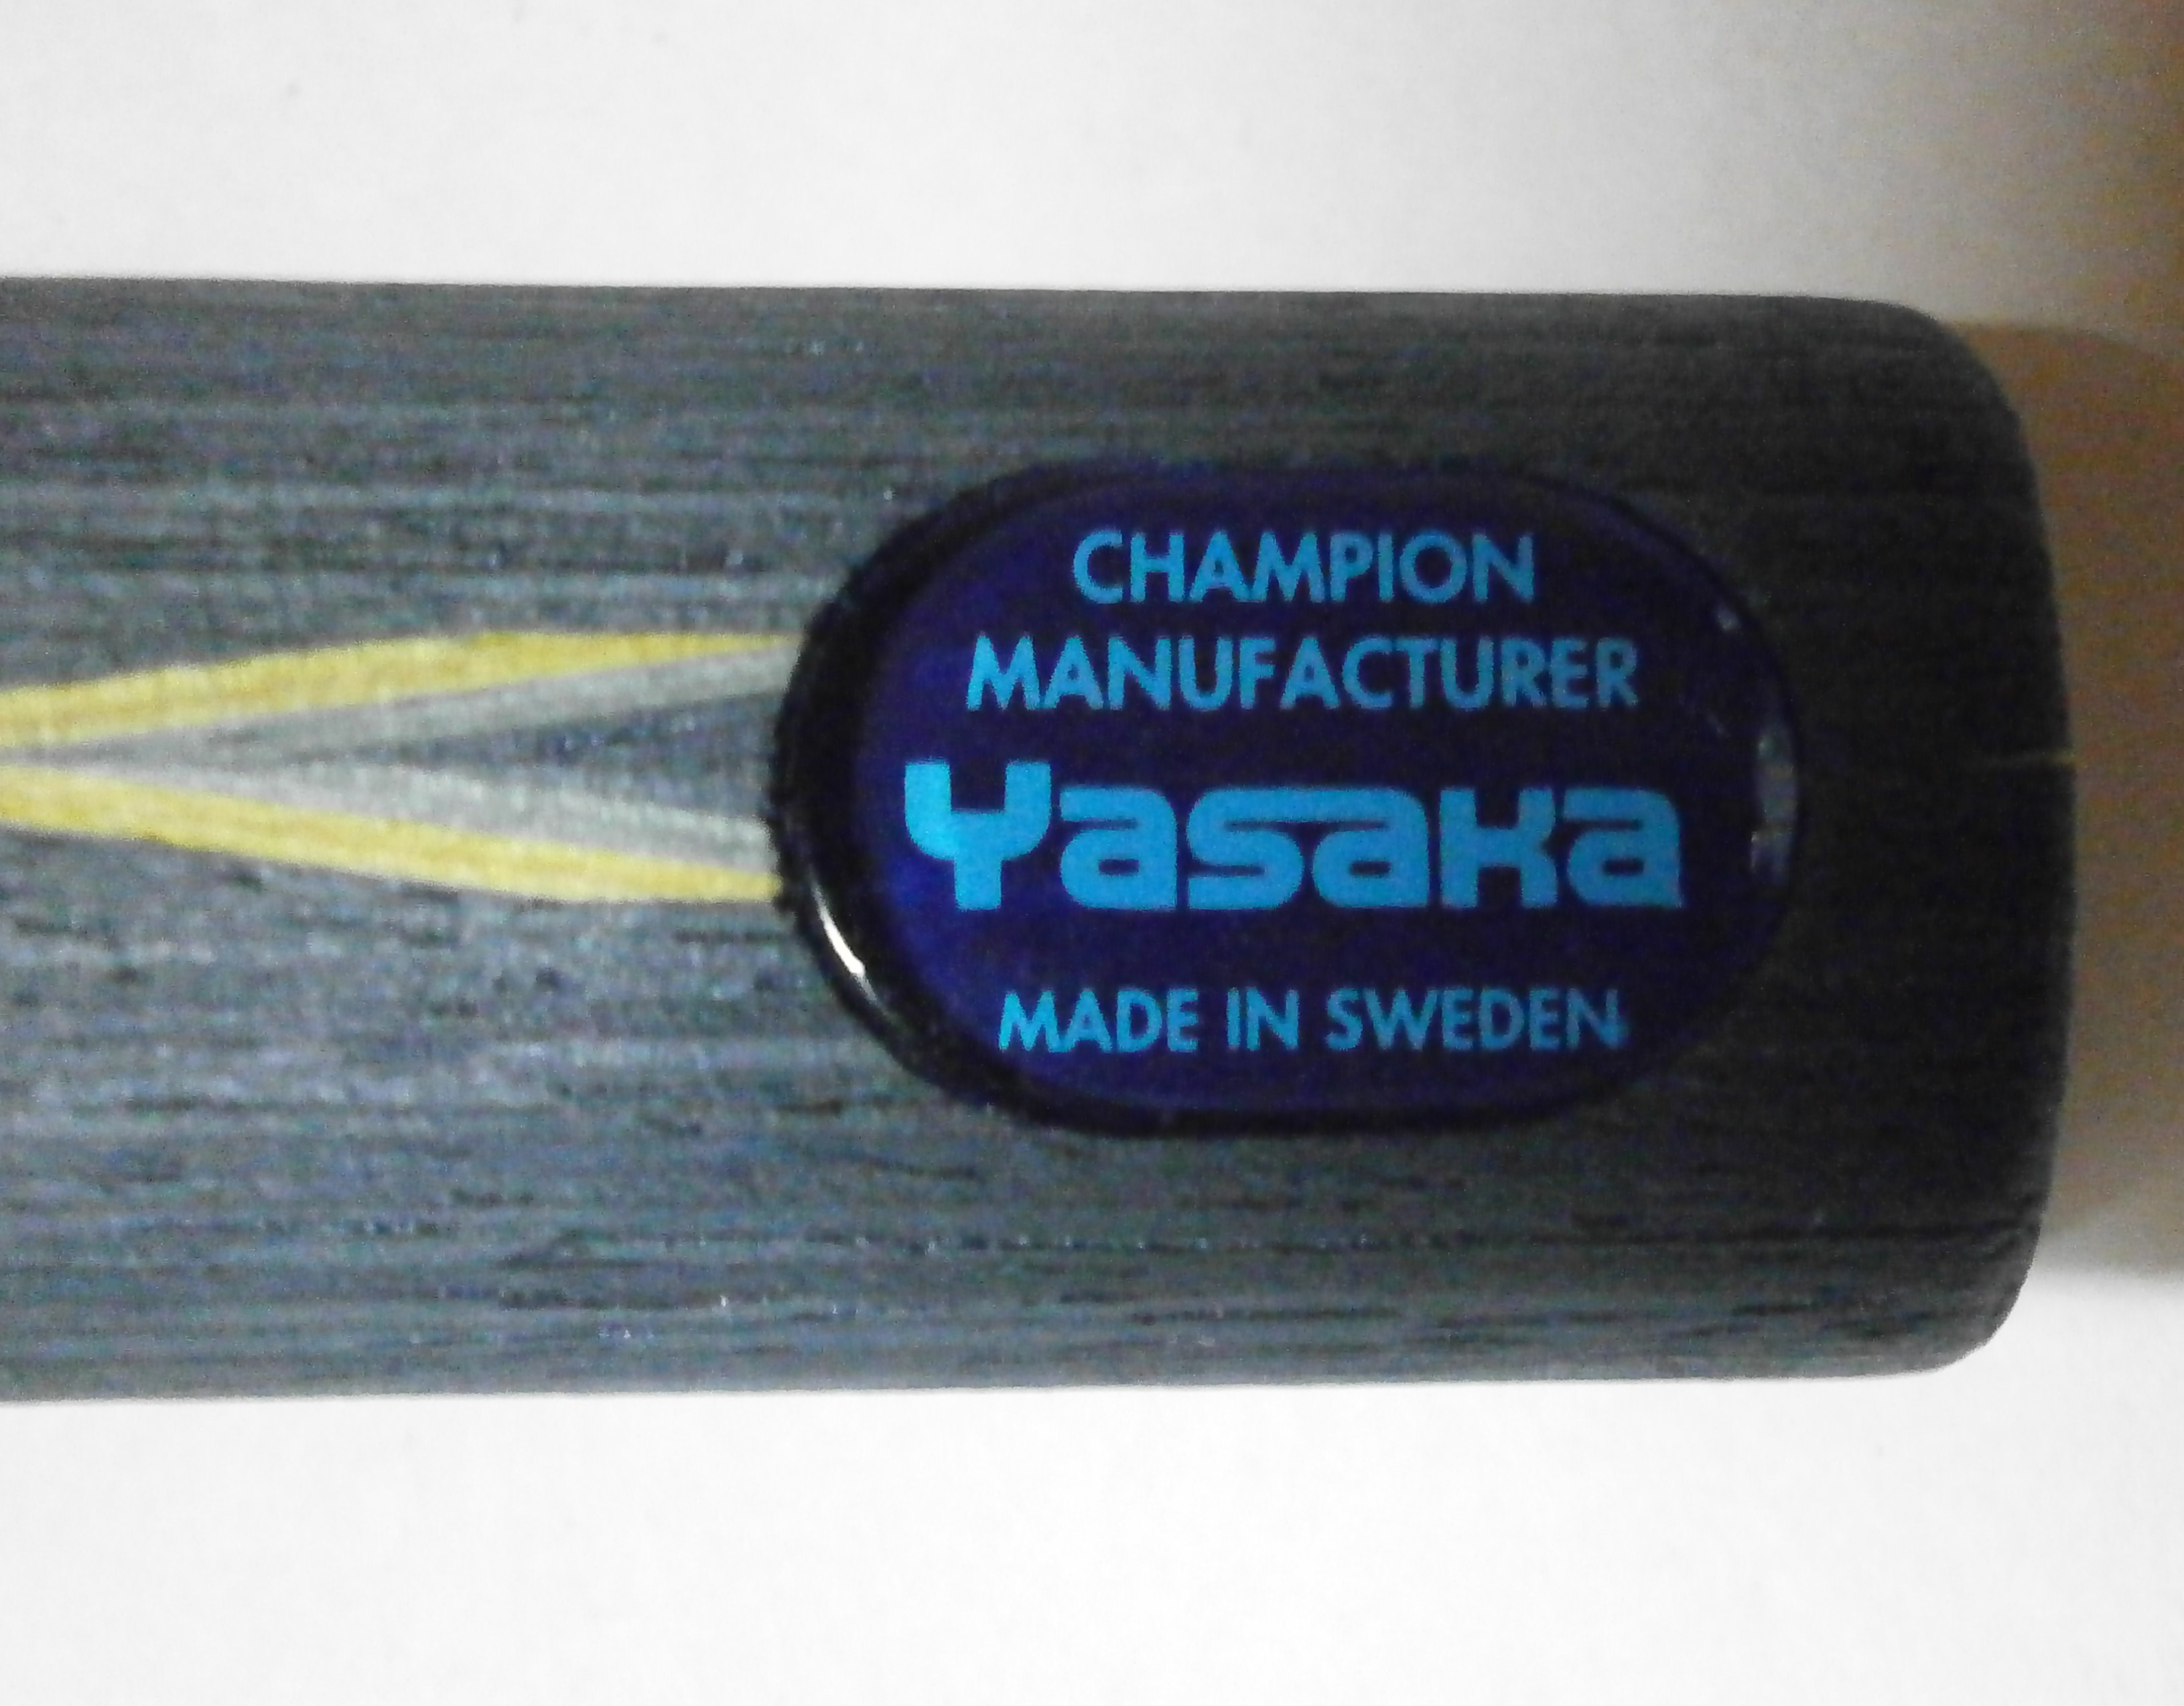 CHAMPION
MANUFACTURER
Yasaka
MADE IN SWEDEN